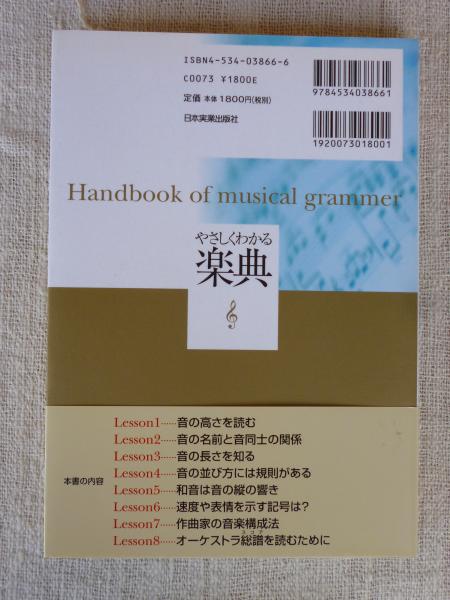 ISBN4-534-03866-6
C0073 ¥1800E
定価 本体1800円(税別)
日本実業出版社
9784534038661
1920073018001
Handbook of musical grammer
やさしくわかる
楽典
本書の内容
Lesson1……音の高さを読む
Lesson2……音の名前と音同士の関係
Lesson3……音の長さを知る
Lesson4……音の並び方には規則がある
Lesson5……和音は音の縦の響き
Lesson6……速度や表情を示す記号は?
Lesson7……作曲家の音楽構成法
スコア
Lesson8……オーケストラ総譜を読むために